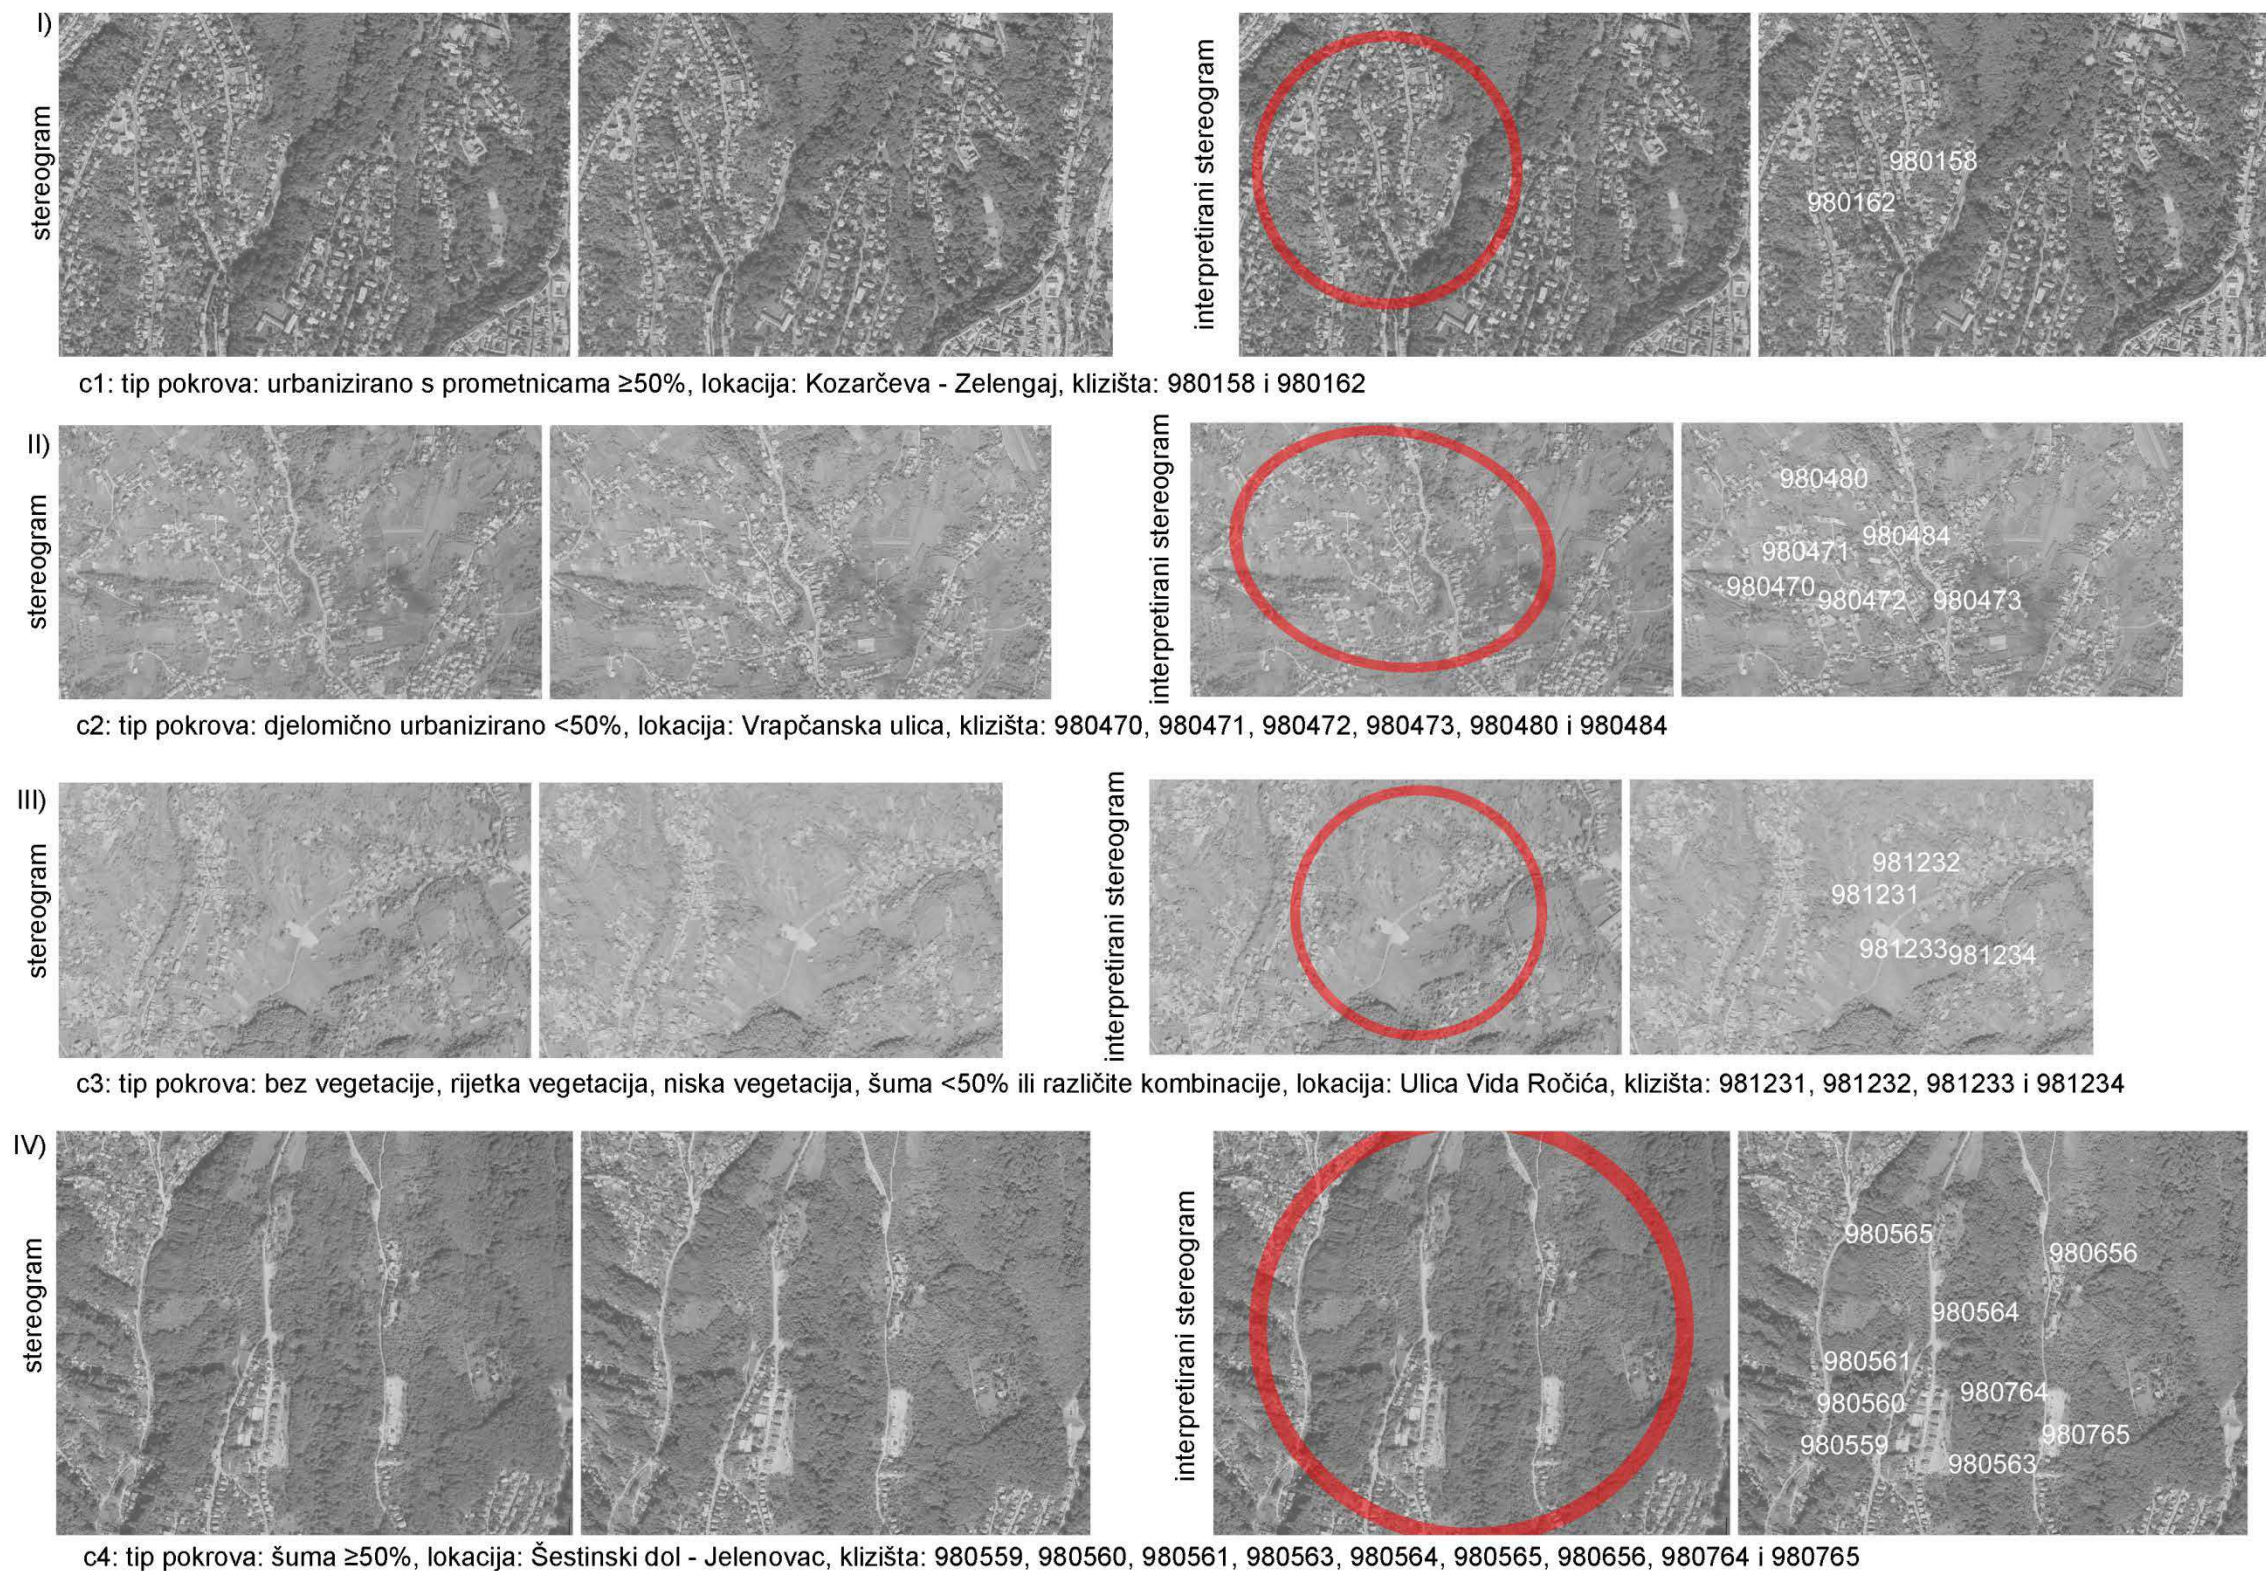 I)
stereogram
interpretirani stereogram
980158
980162
c1: tip pokrova: urbanizirano s prometnicama ≥50%, lokacija: Kozarčeva - Zelengaj, klizišta: 980158 i 980162
II)
stereogram
interpretirani stereogram
980480
980484
980471
980470
980472
980473
c2: tip pokrova: djelomično urbanizirano <50%, lokacija: Vrapčanska ulica, klizišta: 980470, 980471, 980472, 980473, 980480 i 980484
III)
stereogram
interpretirani stereogram
981232
981231
981233
981234
c3: tip pokrova: bez vegetacije, rijetka vegetacija, niska vegetacija, šuma <50% ili različite kombinacije, lokacija: Ulica Vida Ročića, klizišta: 981231, 981232, 981233 i 981234
IV)
stereogram
interpretirani stereogram
980565
980656
980564
980561
980764
980560
980765
980559
980563
c4: tip pokrova: šuma ≥50%, lokacija: Šestinski dol - Jelenovac, klizišta: 980559, 980560, 980561, 980563, 980564, 980565, 980656, 980764 i 980765